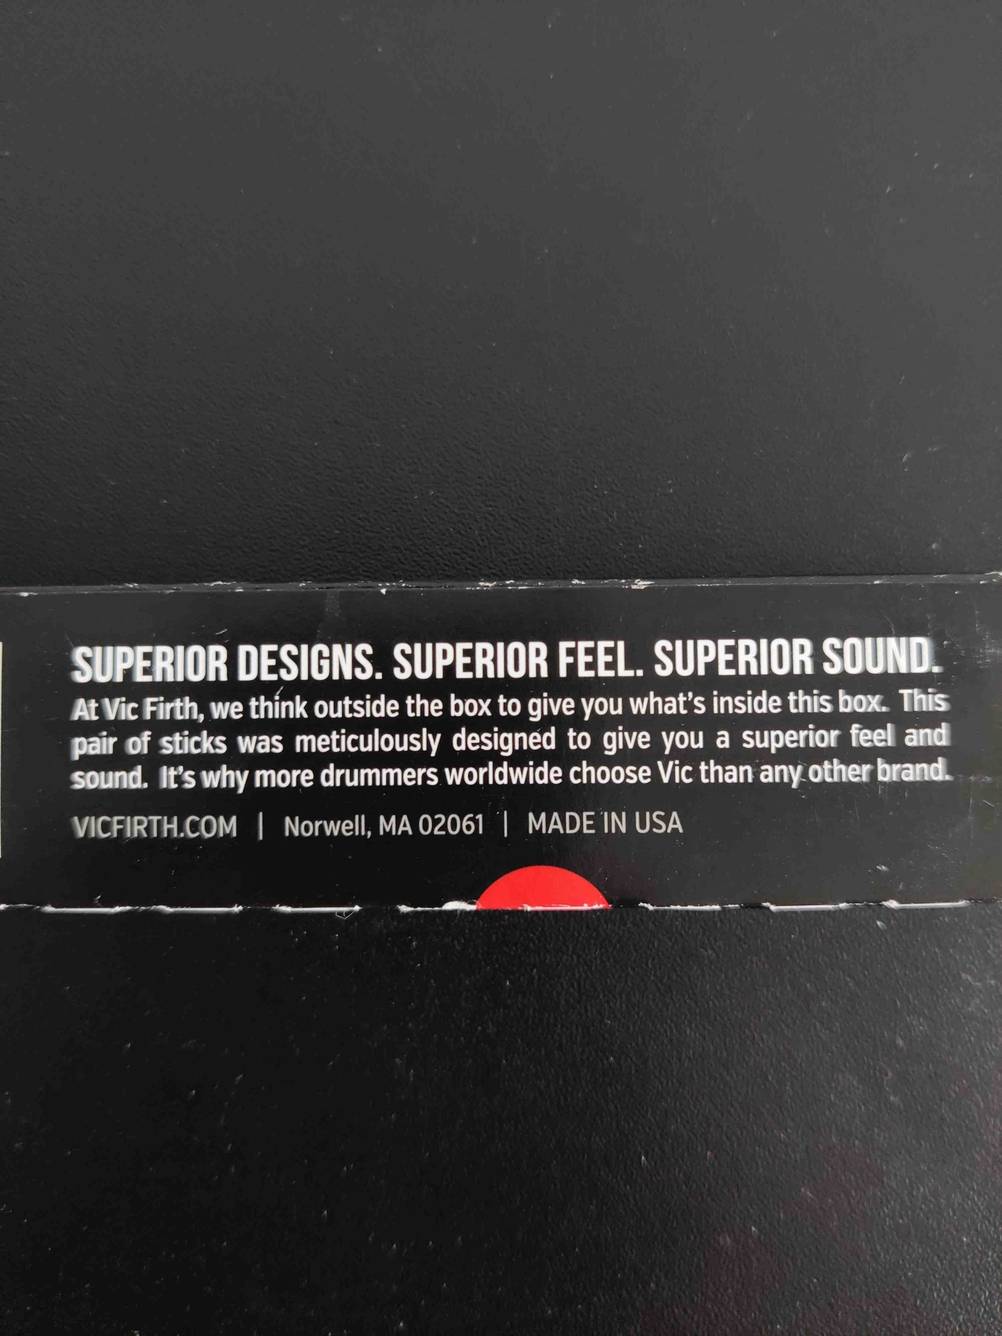 SUPERIOR DESIGNS. SUPERIOR FEEL. SUPERIOR SOUND.
At Vic Firth, we think outside the box to give you what's inside this box. This
pair of sticks was meticulously designed to give you a superior feel and
sound. It's why more drummers worldwide choose Vic than any other brand.
VICFIRTH.COM | Norwell, MA 02061 | MADE IN USA